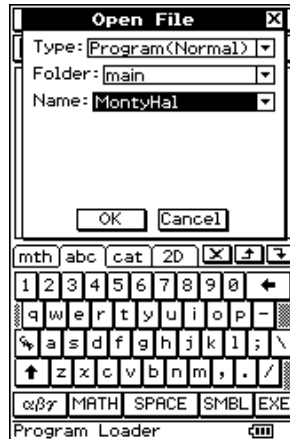 Open File X
Type: Program(Normal)
Folder: main
Name: MontyHal
OK Cancel
mth abc cat 2D
1 2 3 4 5 6 7 8 9 0
q w e r t y u i o p -
a s d f g h j k l ; \
z x c v b n m , . /
αβγ MATH SPACE SMBL EXE
Program Loader